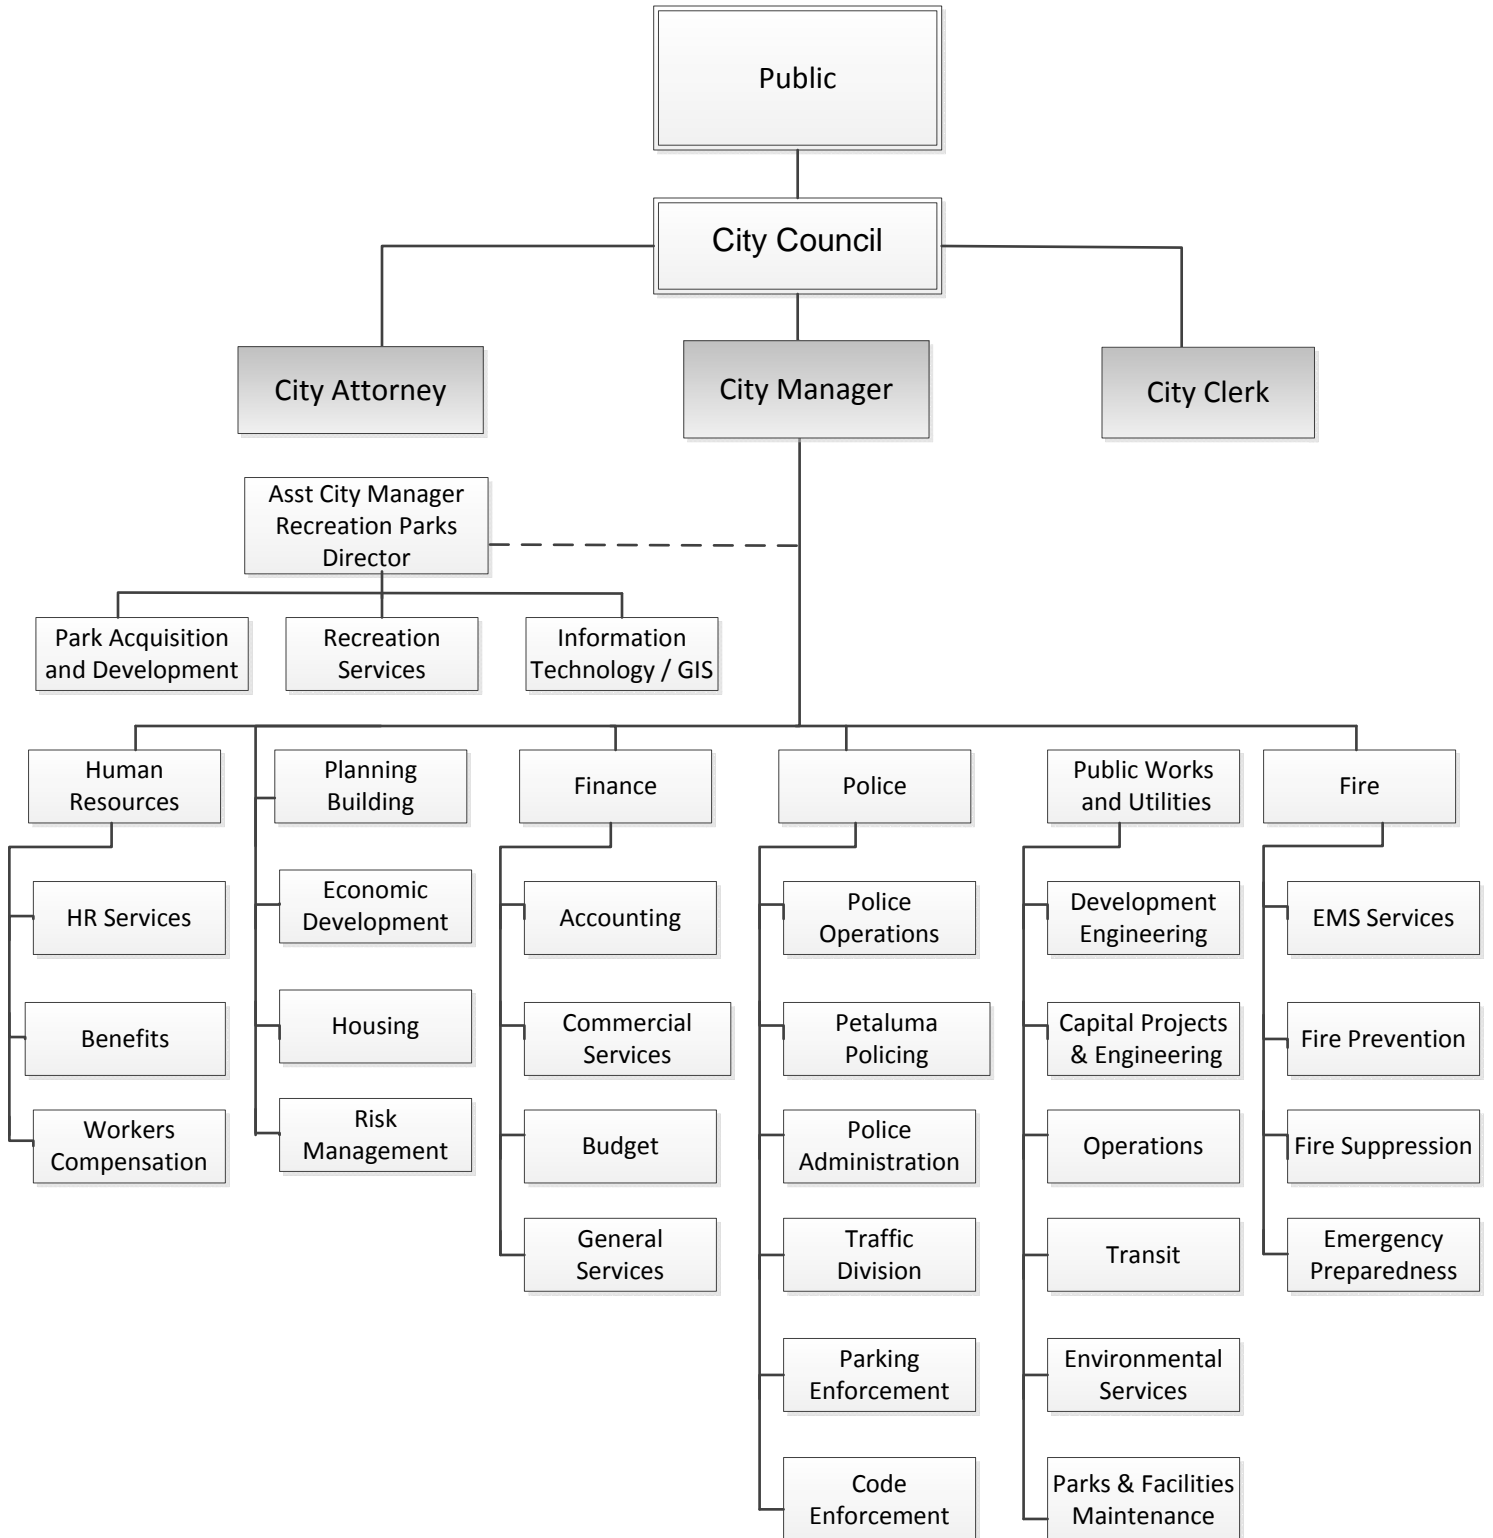 Public
City Council
City Attorney
City Manager
City Clerk
Asst City Manager
Recreation Parks
Director
Park Acquisition
and Development
Recreation
Services
Information
Technology / GIS
Human
Resources
Planning
Building
Finance
Police
Public Works
and Utilities
Fire
HR Services
Benefits
Workers
Compensation
Economic
Development
Housing
Risk
Management
Accounting
Commercial
Services
Budget
General
Services
Police
Operations
Petaluma
Policing
Police
Administration
Traffic
Division
Parking
Enforcement
Code
Enforcement
Development
Engineering
Capital Projects
& Engineering
Operations
Transit
Environmental
Services
Parks & Facilities
Maintenance
EMS Services
Fire Prevention
Fire Suppression
Emergency
Preparedness